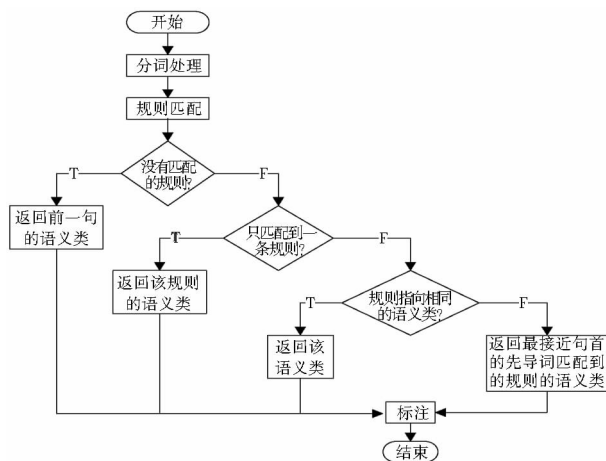 开始
分词处理
规则匹配
没有匹配
的规则?
T
F
返回前一句
的语义类
只匹配到一
条规则?
T
F
返回该规则
的语义类
规则指向相同
的语义类?
T
F
返回该
语义类
返回最接近句首
的先导词匹配到
的规则的语义类
标注
结束